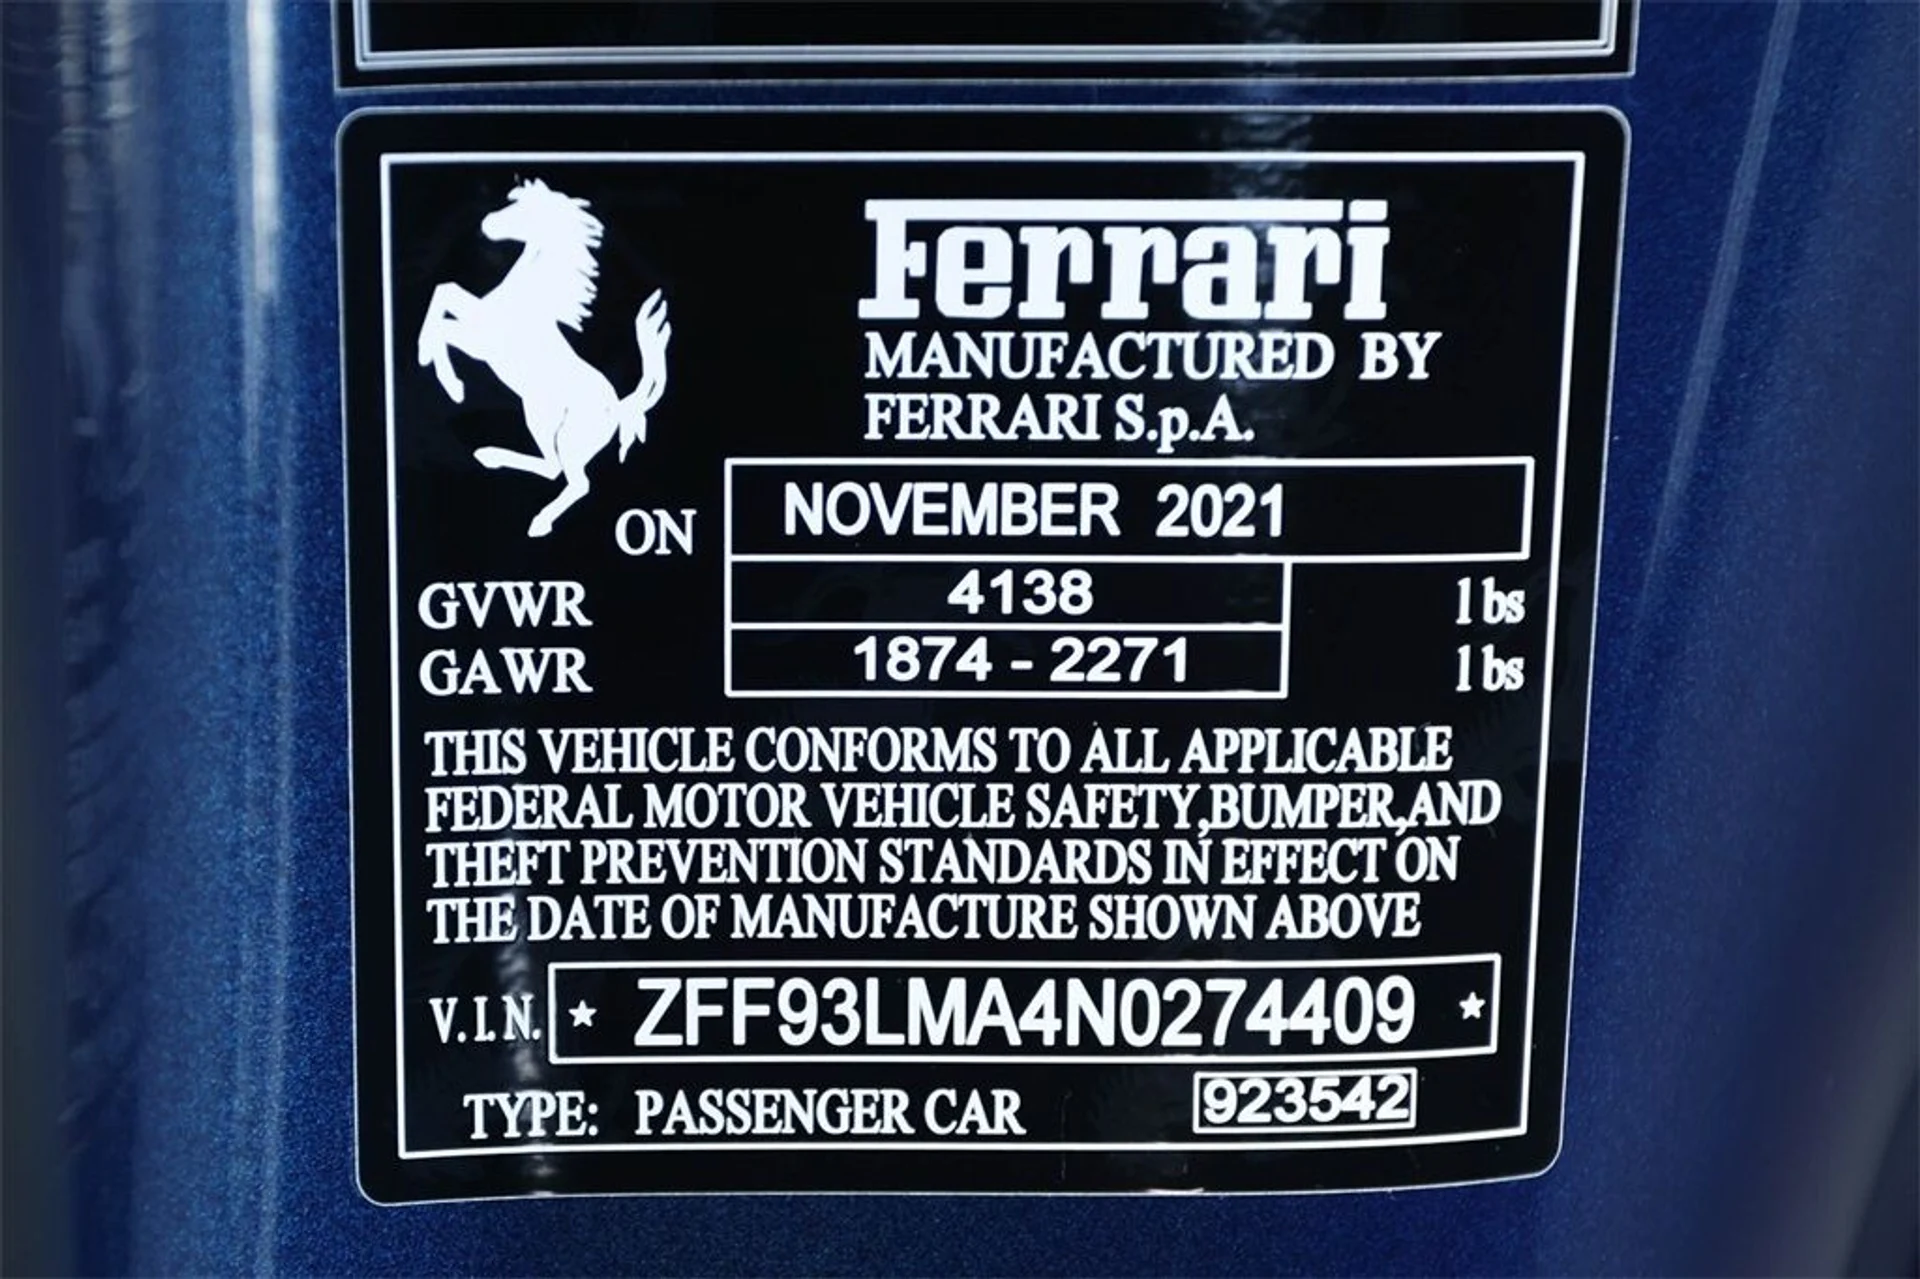 Ferrari
MANUFACTURED BY
FERRARI S.p.A.
ON NOVEMBER 2021
GVWR 4138 lbs
GAWR 1874 - 2271 lbs
THIS VEHICLE CONFORMS TO ALL APPLICABLE
FEDERAL MOTOR VEHICLE SAFETY,BUMPER,AND
THEFT PREVENTION STANDARDS IN EFFECT ON
THE DATE OF MANUFACTURE SHOWN ABOVE
V.I.N. ★ ZFF93LMA4N0274409 ★
TYPE: PASSENGER CAR 923542